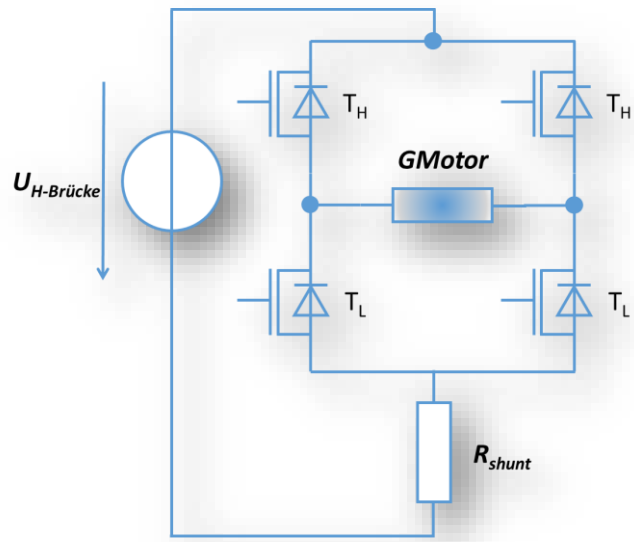 T_H
T_H
GMotor
U_H-Brücke
T_L
T_L
R_shunt